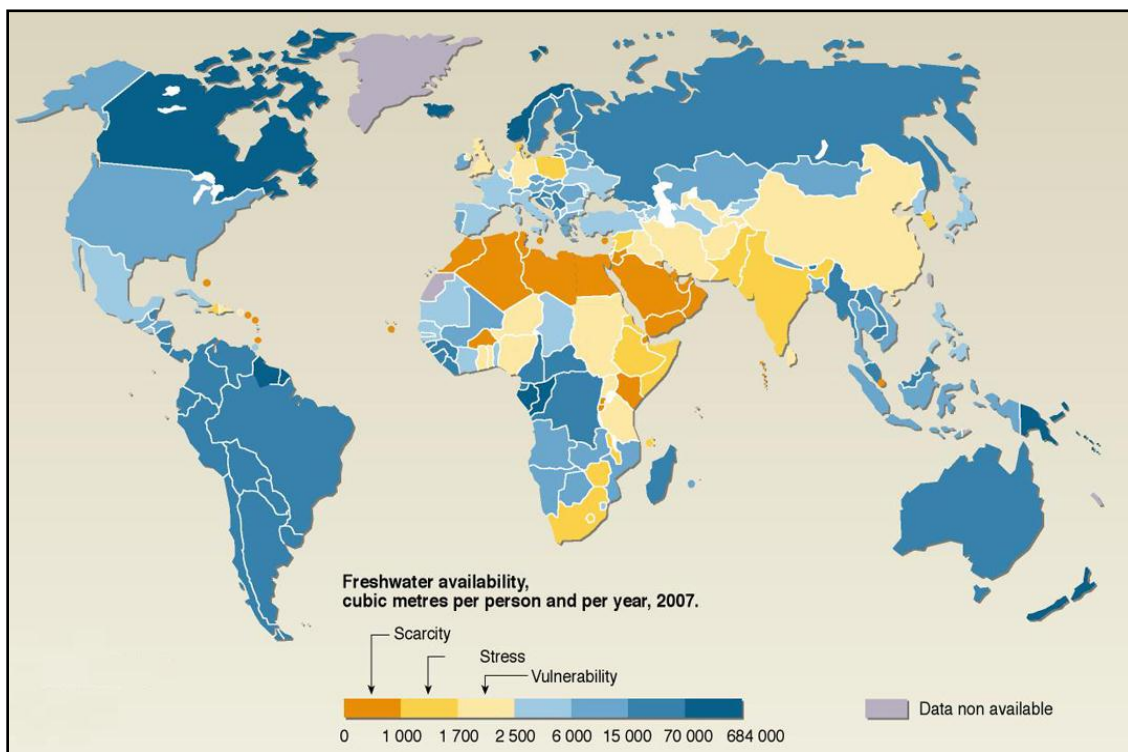 Freshwater availability,
cubic metres per person and per year, 2007.
Scarcity
Stress
Vulnerability
0 1 000 1 700 2 500 6 000 15 000 70 000 684 000
Data non available